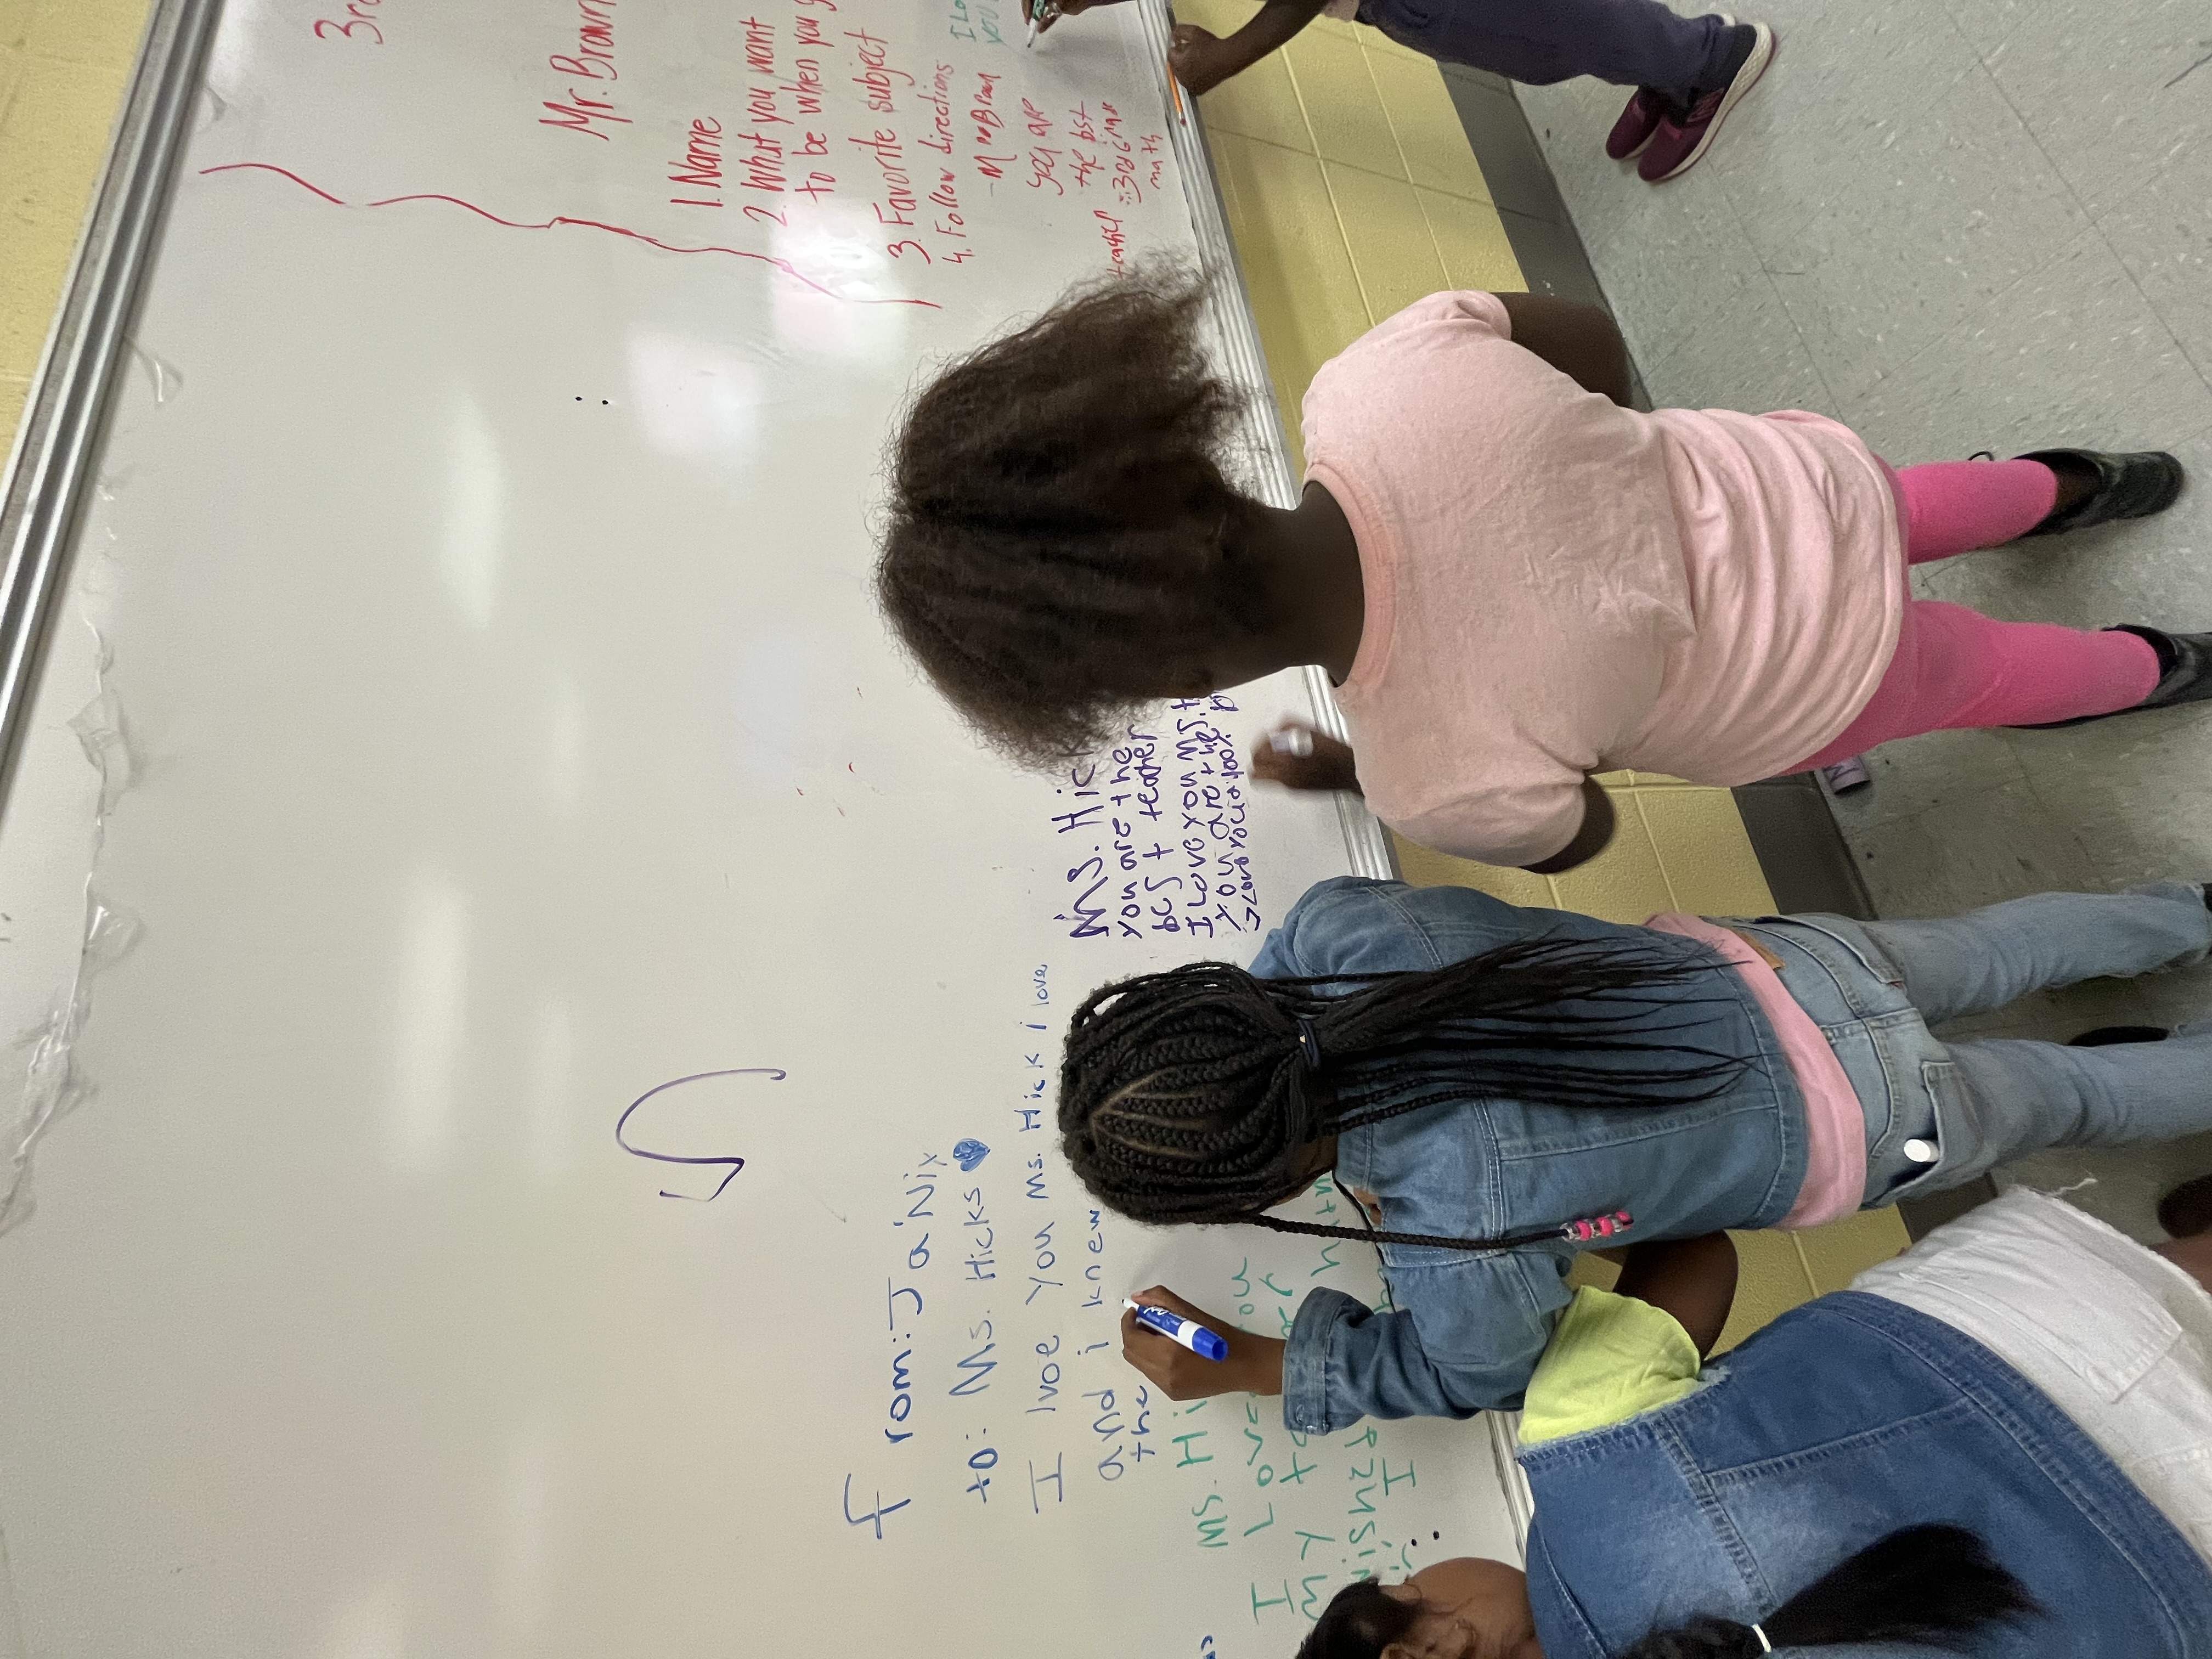 From: Ja'Nix
to: Ms. Hicks
I lvoe You Ms. Hick i love
and i knew
the
Ms. Hi
I Love You
my
wished
I
Ms. Hick
you are the
best teacher
I Love you Ms.
You are the
I Love you a 100%
3r
Mr. Brown
1. Name
2. What you want
to be when you g
3. Favorite subject
4. Follow directions
- Mr. Brown
you are
the bst
teacher 3rd Grade
math
I Lo
you